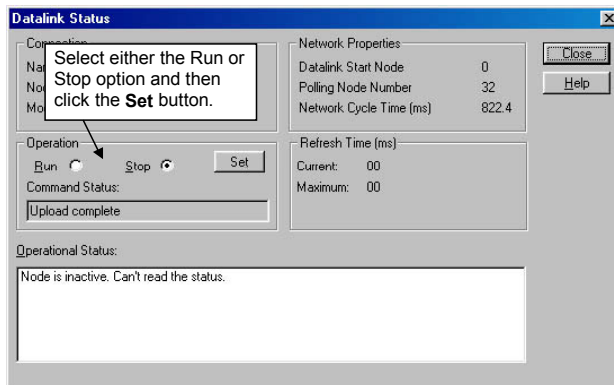 Datalink Status
Select either the Run or
Stop option and then
click the Set button.
Network Properties
Datalink Start Node 0
Polling Node Number 32
Network Cycle Time (ms) 822.4
Close
Help
Operation
Run Stop Set
Command Status:
Upload complete
Refresh Time (ms)
Current: 00
Maximum: 00
Operational Status:
Node is inactive. Can't read the status.